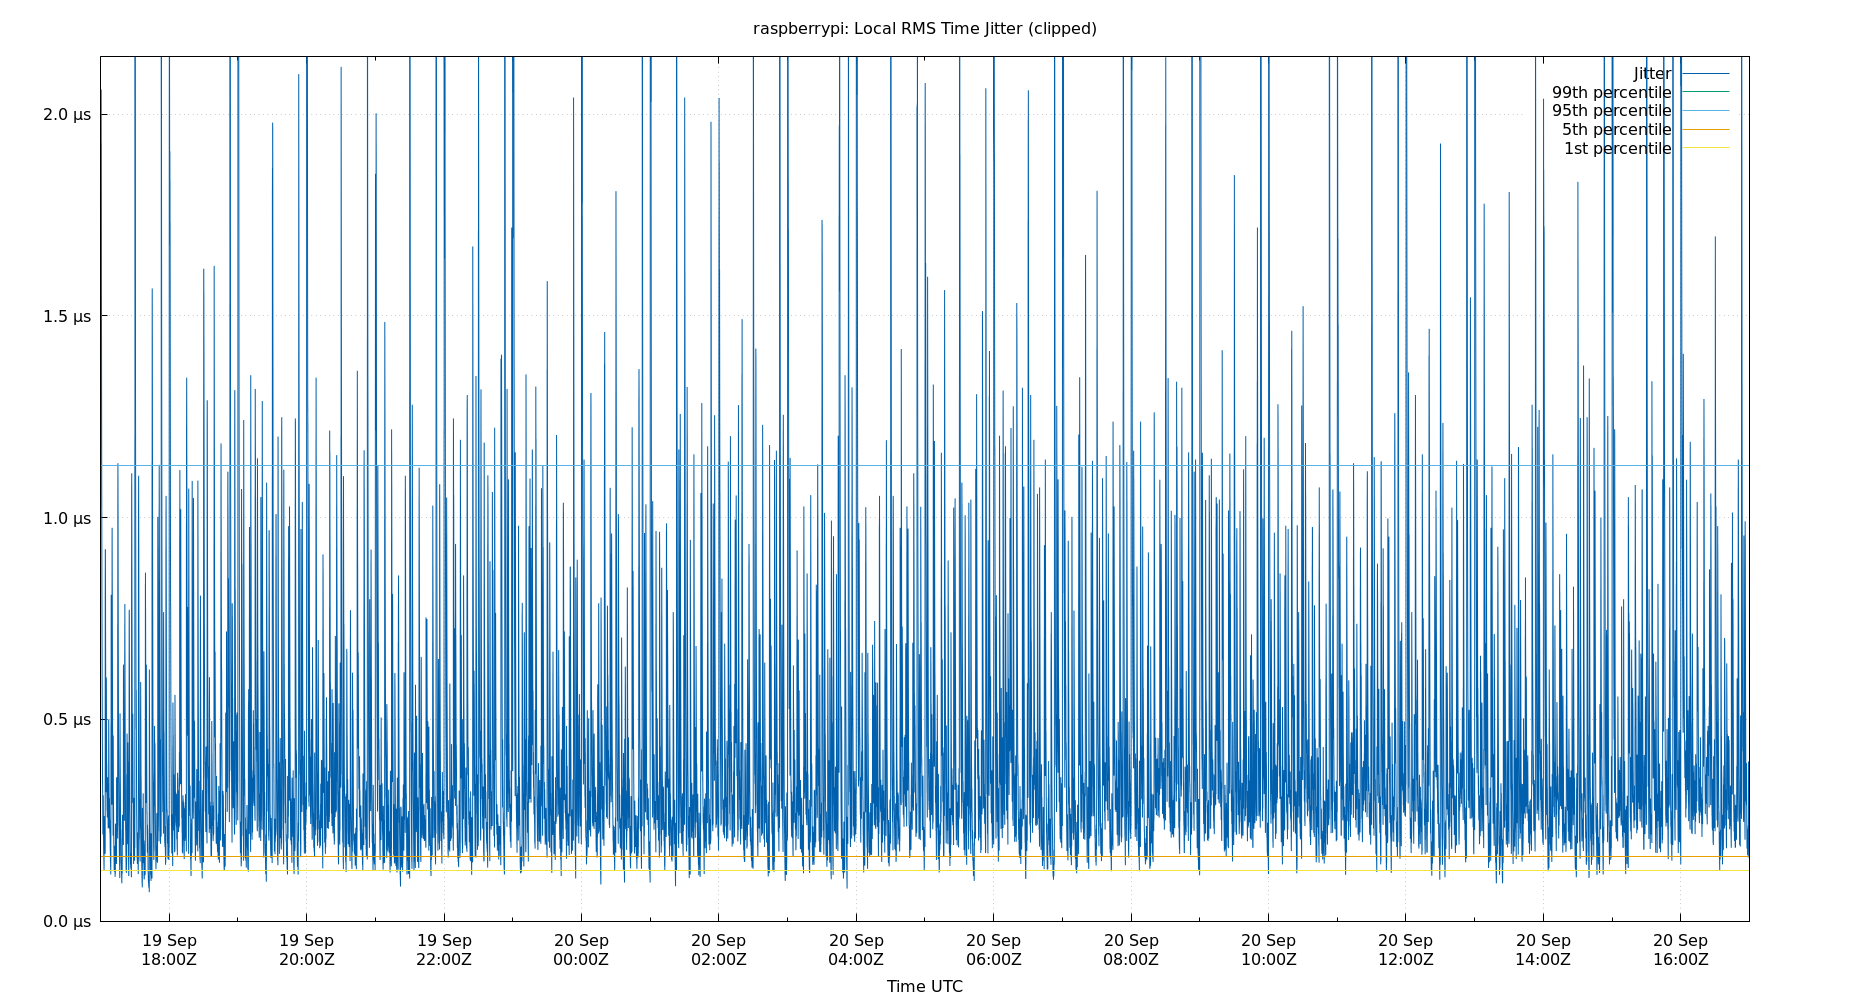 raspberrypi: Local RMS Time Jitter (clipped)
Jitter
99th percentile
95th percentile
5th percentile
1st percentile
2.0 µs
1.5 µs
1.0 µs
0.5 µs
0.0 µs
19 Sep 19 Sep 19 Sep 20 Sep 20 Sep 20 Sep 20 Sep 20 Sep 20 Sep 20 Sep 20 Sep 20 Sep
18:00Z 20:00Z 22:00Z 00:00Z 02:00Z 04:00Z 06:00Z 08:00Z 10:00Z 12:00Z 14:00Z 16:00Z
Time UTC